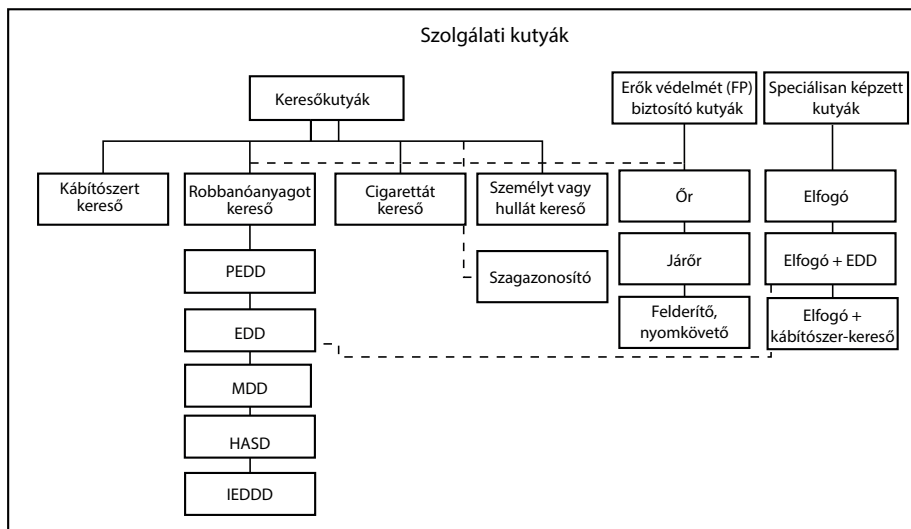 Szolgálati kutyák
Keresőkutyák
Erők védelmét (FP)
biztosító kutyák
Speciálisan képzett
kutyák
Kábítószert
kereső
Robbanóanyagot
kereső
Cigarettát
kereső
Személyt vagy
hullát kereső
Őr
Elfogó
PEDD
Szagazonosító
Járőr
Elfogó + EDD
EDD
Felderítő,
nyomkövető
Elfogó +
kábítószer-kereső
MDD
HASD
IEDDD